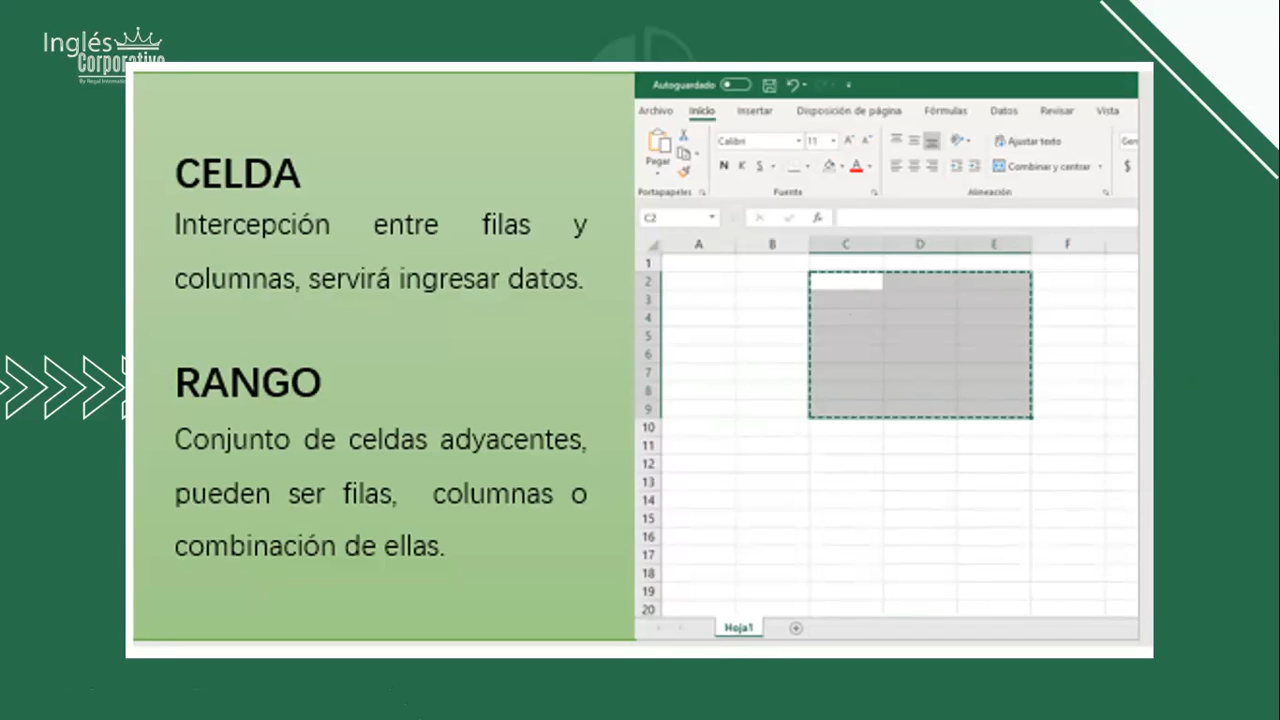 Inglés
Corporativo
CELDA
Intercepción entre filas y
columnas, servirá ingresar datos.
RANGO
Conjunto de celdas adyacentes,
pueden ser filas, columnas o
combinación de ellas.
Autoguardado
Archivo Inicio Insertar Disposición de página Fórmulas Datos Revisar Vista
Pegar
Calibri 11
Ajustar texto
N K S
Combinar y centrar
$
Portapapeles Fuente Alineación
C2
fx
A B C D E F
1
2
3
4
5
6
7
8
9
10
11
12
13
14
15
16
17
18
19
20
Hoja1